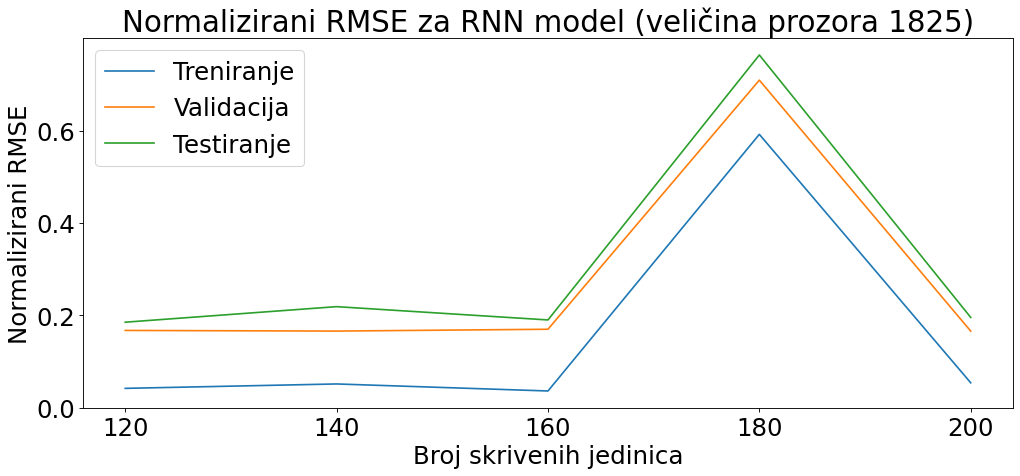 Normalizirani RMSE za RNN model (veličina prozora 1825)
Treniranje
Validacija
Testiranje
Normalizirani RMSE
0.6
0.4
0.2
0.0
120 140 160 180 200
Broj skrivenih jedinica